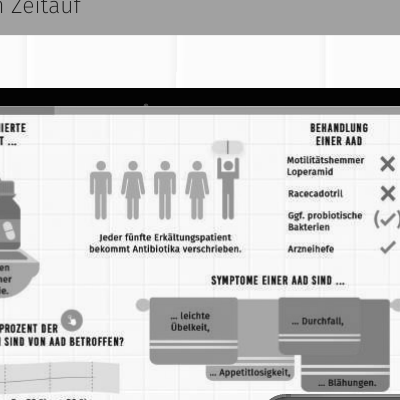 n Zeitauf
IERTE
T ...
BEHANDLUNG
EINER AAD
Motilitätshemmer
Loperamid
Racecadotril
Ggf. probiotische
Bakterien
Arzneihefe
Jeder fünfte Erkältungspatient
bekommt Antibiotika verschrieben.
en
ner
ie.
SYMPTOME EINER AAD SIND ...
... leichte
Übelkeit,
... Durchfall,
... Appetitlosigkeit,
... Blähungen.
PROZENT DER
SIND VON AAD BETROFFEN?